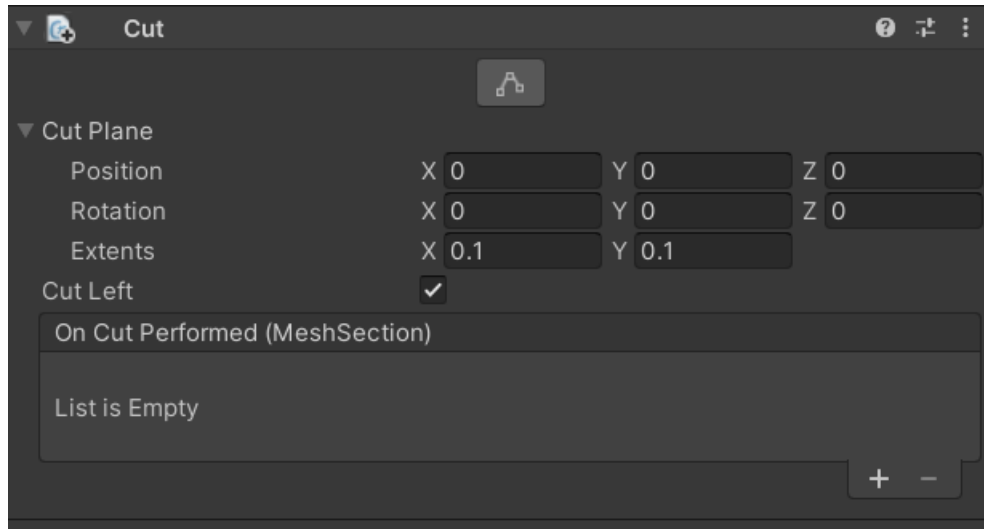 Cut
Cut Plane
Position X 0 Y 0 Z 0
Rotation X 0 Y 0 Z 0
Extents X 0.1 Y 0.1
Cut Left
On Cut Performed (MeshSection)
List is Empty